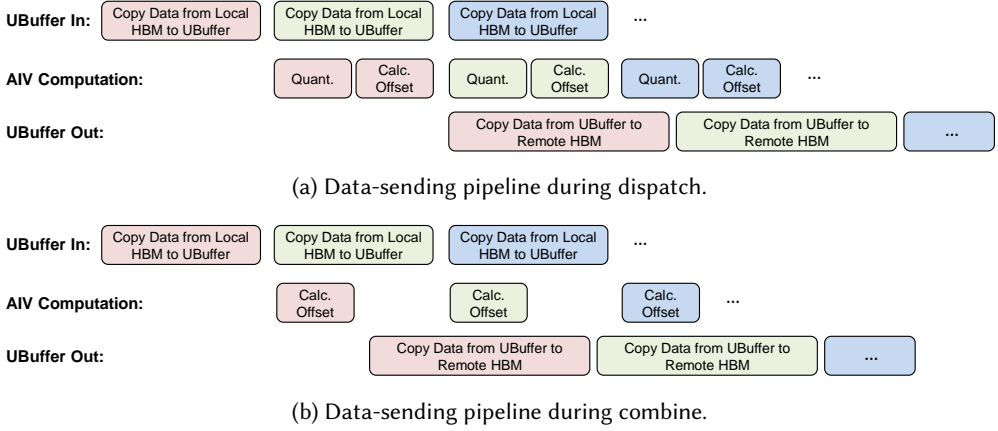 UBuffer In:
Copy Data from Local
HBM to UBuffer
Copy Data from Local
HBM to UBuffer
Copy Data from Local
HBM to UBuffer
...
AIV Computation:
Quant.
Calc.
Offset
Quant.
Calc.
Offset
Quant.
Calc.
Offset
...
UBuffer Out:
Copy Data from UBuffer to
Remote HBM
Copy Data from UBuffer to
Remote HBM
...
(a) Data-sending pipeline during dispatch.
UBuffer In:
Copy Data from Local
HBM to UBuffer
Copy Data from Local
HBM to UBuffer
Copy Data from Local
HBM to UBuffer
...
AIV Computation:
Calc.
Offset
Calc.
Offset
Calc.
Offset
...
UBuffer Out:
Copy Data from UBuffer to
Remote HBM
Copy Data from UBuffer to
Remote HBM
...
(b) Data-sending pipeline during combine.